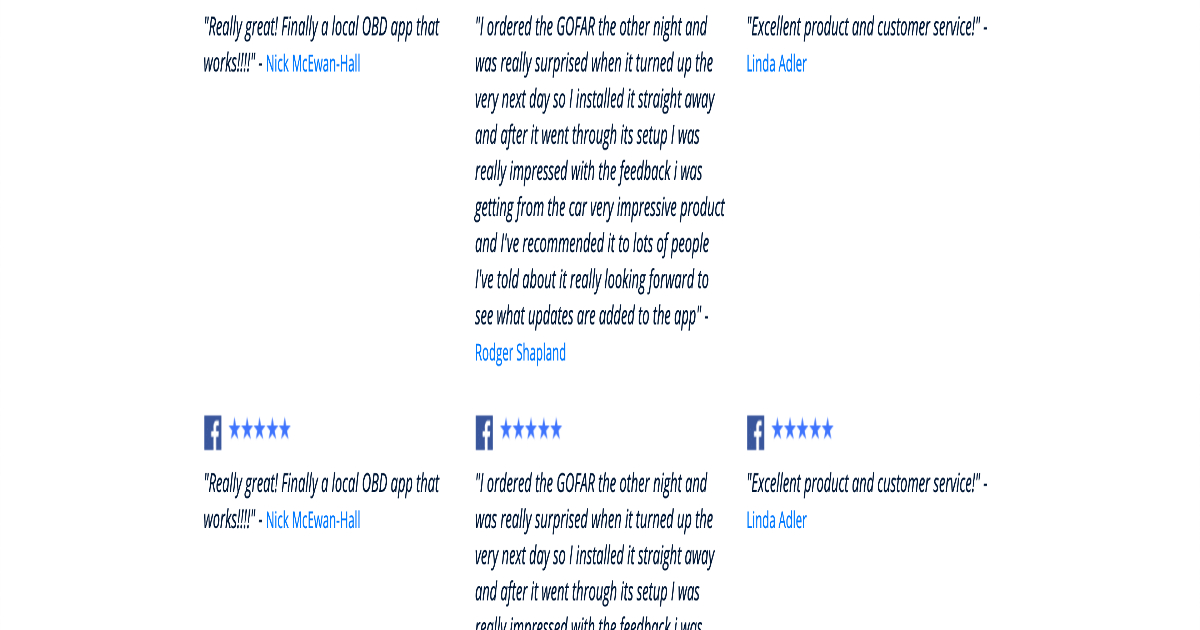 "Really great! Finally a local OBD app that
works!!!!" - Nick McEwan-Hall
"I ordered the GOFAR the other night and
was really surprised when it turned up the
very next day so I installed it straight away
and after it went through its setup I was
really impressed with the feedback i was
getting from the car very impressive product
and I've recommended it to lots of people
I've told about it really looking forward to
see what updates are added to the app" -
Rodger Shapland
"Excellent product and customer service!" -
Linda Adler
"Really great! Finally a local OBD app that
works!!!!" - Nick McEwan-Hall
"I ordered the GOFAR the other night and
was really surprised when it turned up the
very next day so I installed it straight away
and after it went through its setup I was
really impressed with the feedback i was
"Excellent product and customer service!" -
Linda Adler